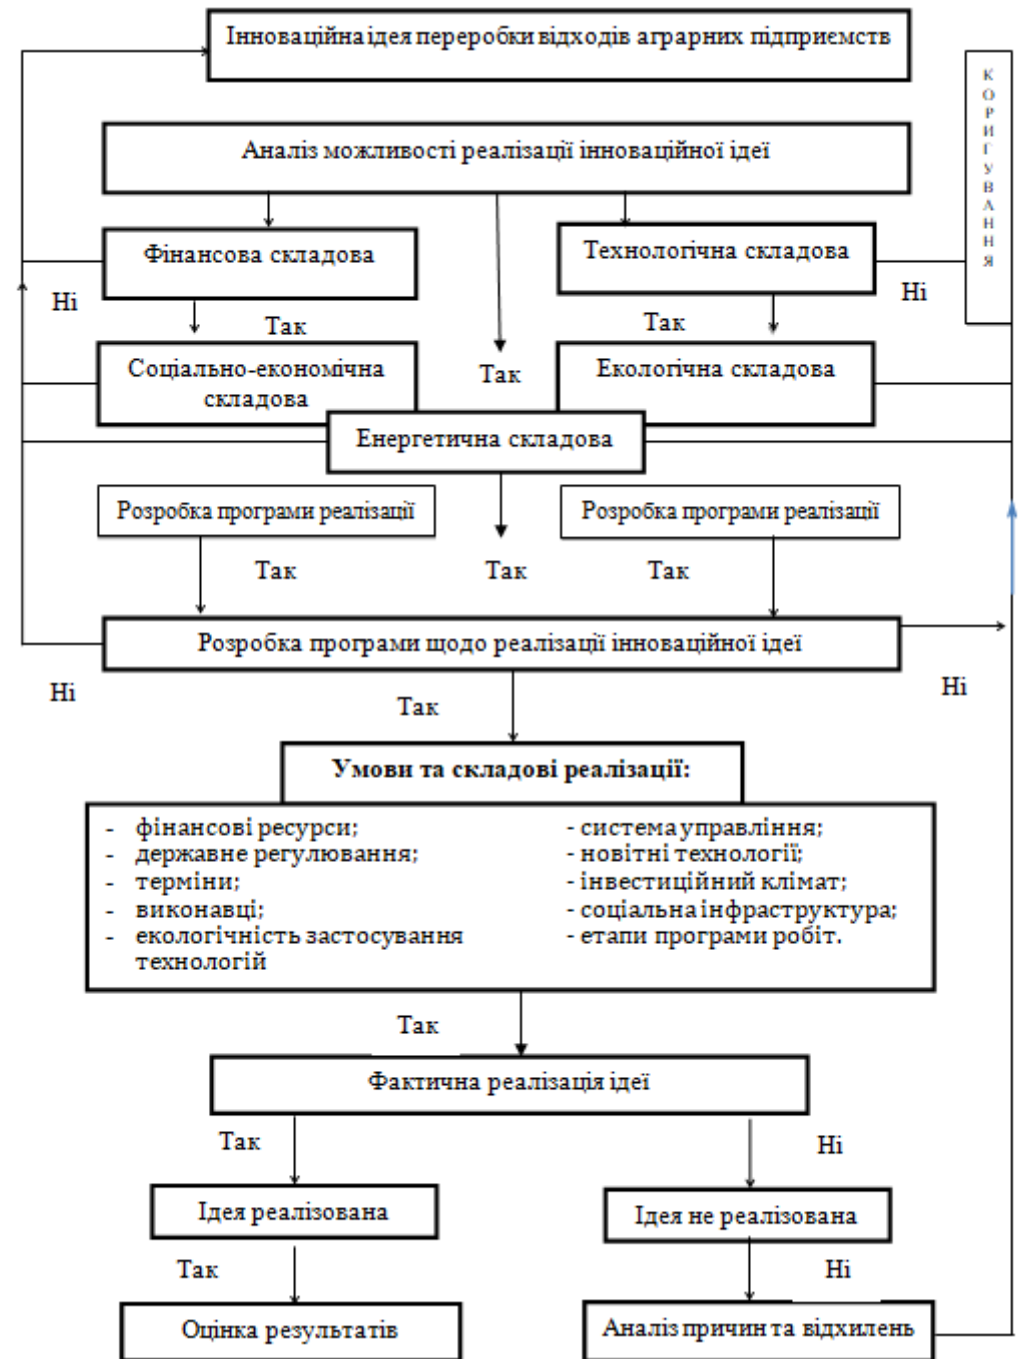 Інноваційна ідея переробки відходів аграрних підприємств
КОРИГУВАННЯ
Аналіз можливості реалізації інноваційної ідеї
Фінансова складова
Технологічна складова
Ні
Ні
Так
Так
Соціально-економічна
складова
Так
Екологічна складова
Енергетична складова
Розробка програми реалізації
Розробка програми реалізації
Так
Так
Так
Розробка програми щодо реалізації інноваційної ідеї
Ні
Ні
Так
Умови та складові реалізації:
- фінансові ресурси;
- державне регулювання;
- терміни;
- виконавці;
- екологічність застосування
технологій
- система управління;
- новітні технології;
- інвестиційний клімат;
- соціальна інфраструктура;
- етапи програми робіт.
Так
Фактична реалізація ідеї
Так
Ні
Ідея реалізована
Ідея не реалізована
Так
Ні
Оцінка результатів
Аналіз причин та відхилень